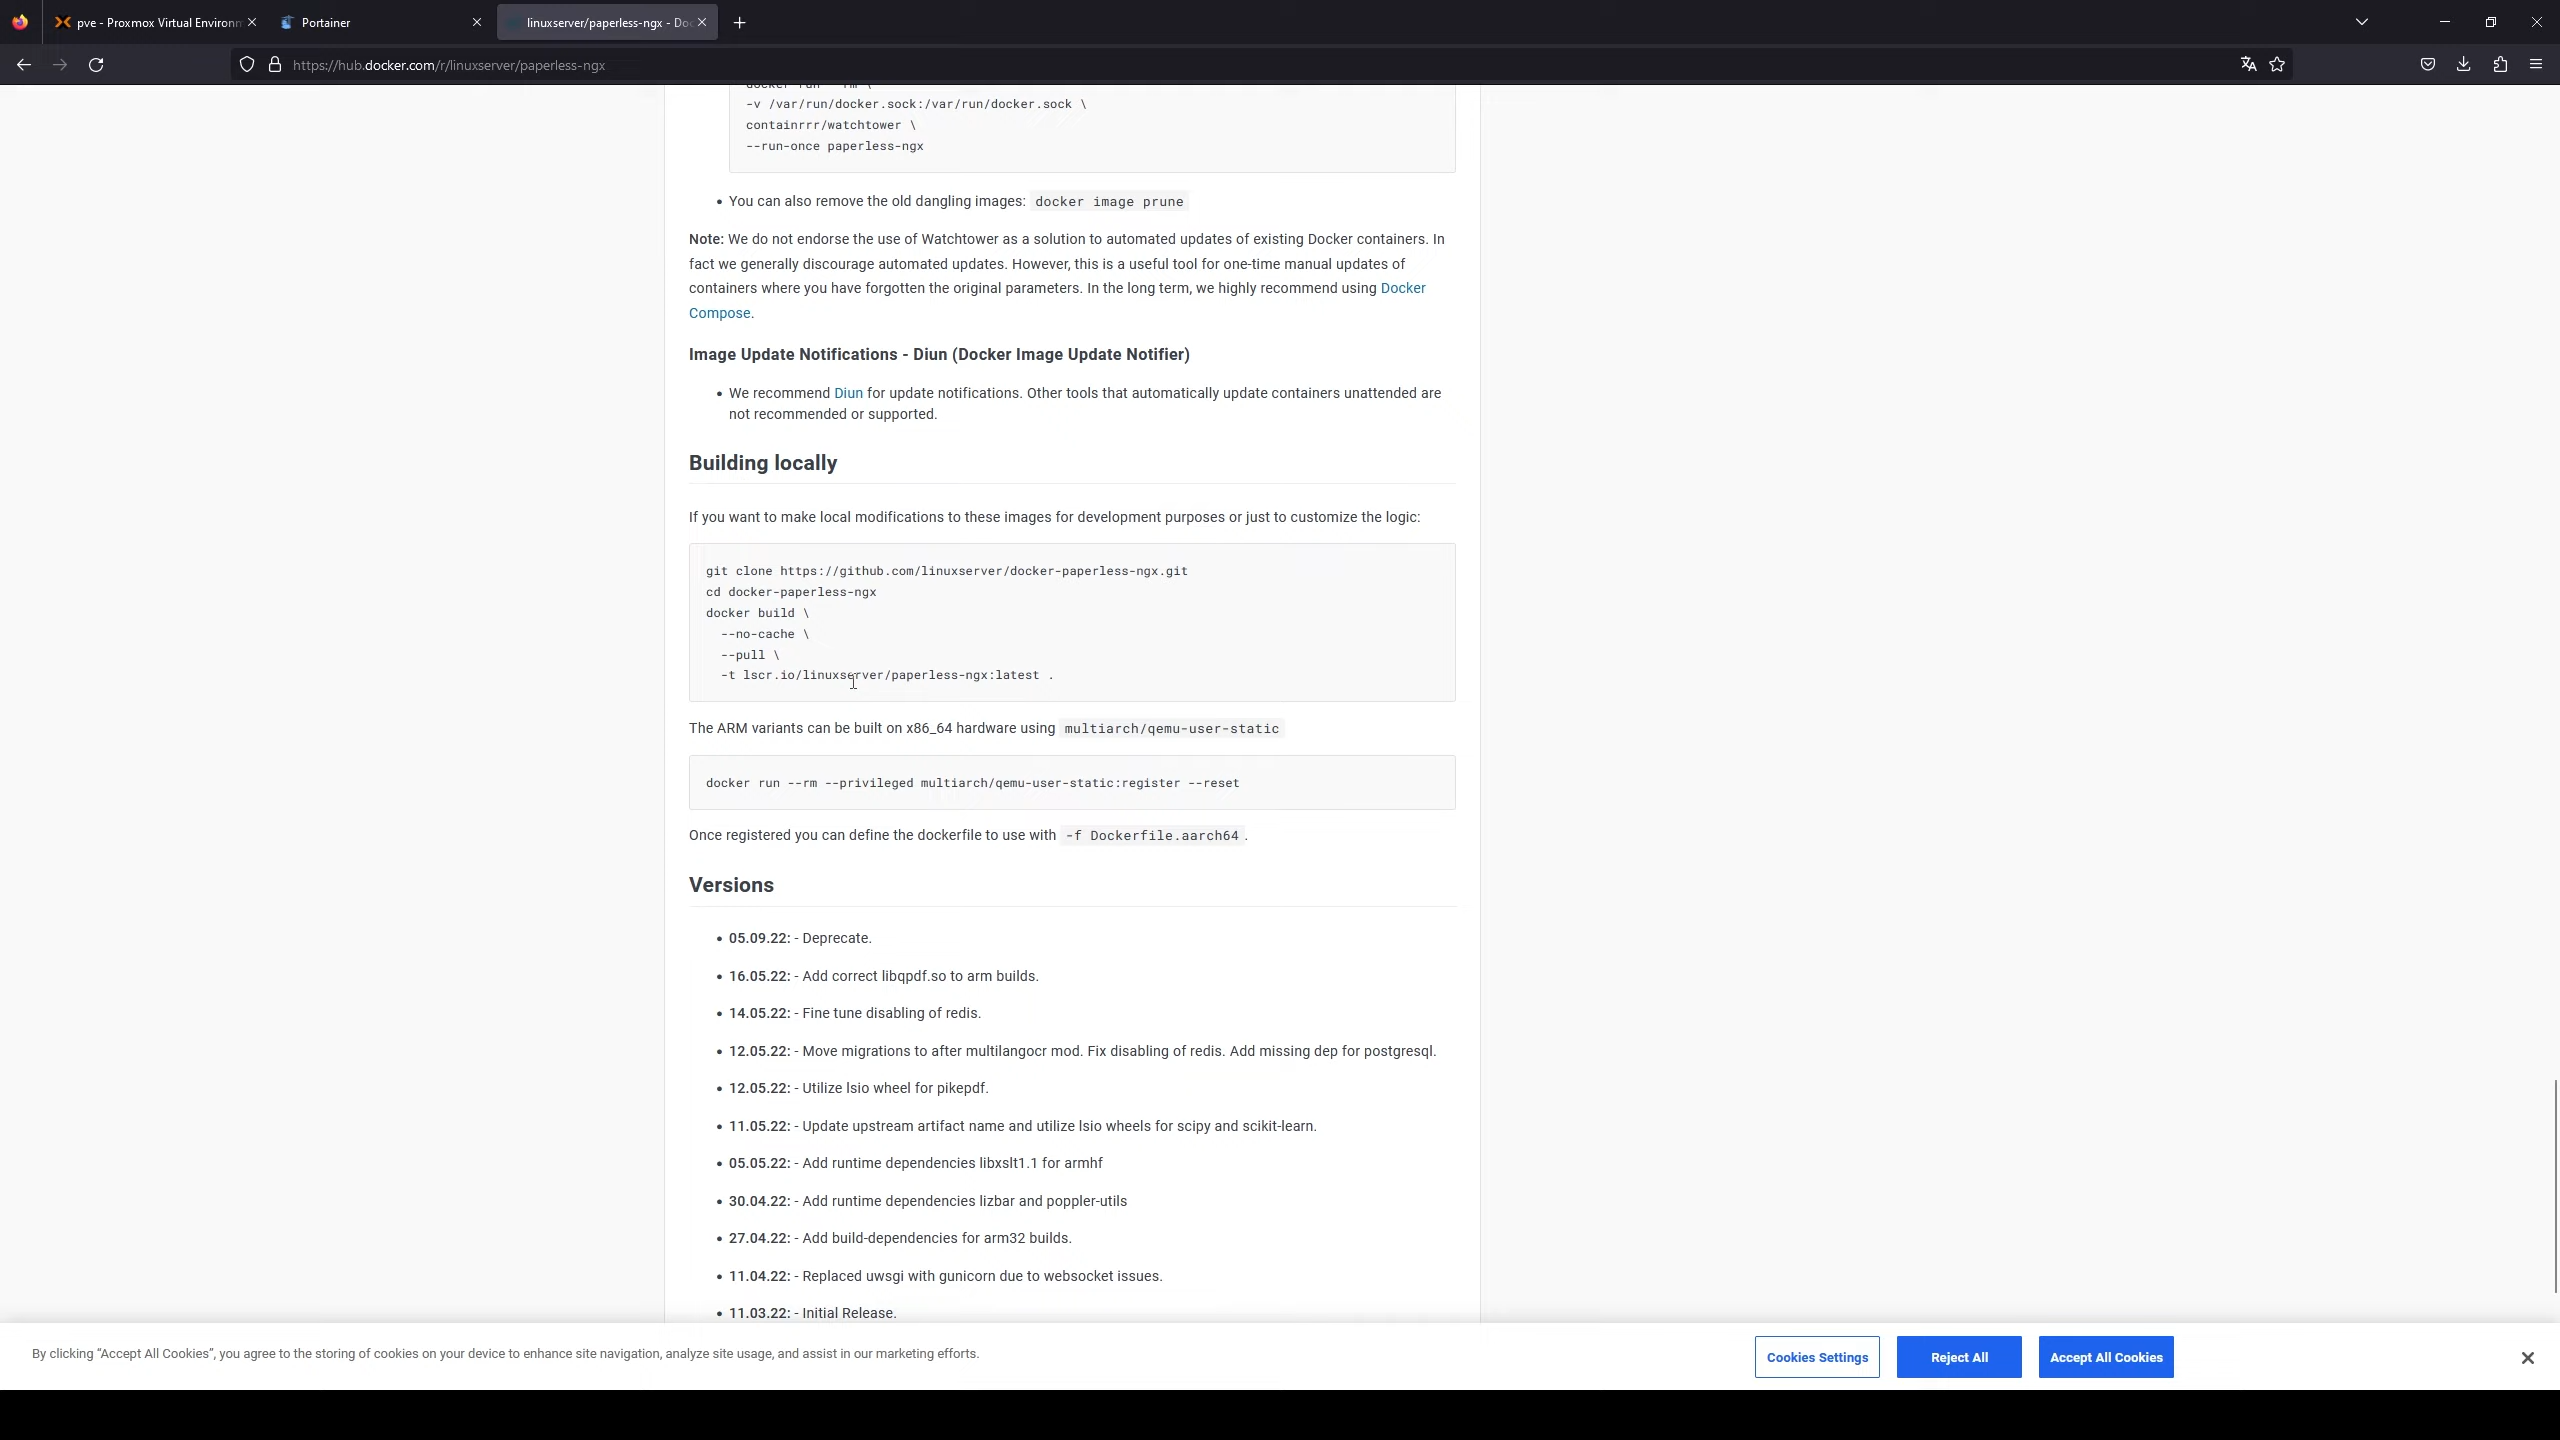 pve - Proxmox Virtual Environm
Portainer
linuxserver/paperless-ngx - Doc
https://hub.docker.com/r/linuxserver/paperless-ngx
docker run --rm \
-v /var/run/docker.sock:/var/run/docker.sock \
containrrr/watchtower \
--run-once paperless-ngx
• You can also remove the old dangling images: docker image prune
Note: We do not endorse the use of Watchtower as a solution to automated updates of existing Docker containers. In
fact we generally discourage automated updates. However, this is a useful tool for one-time manual updates of
containers where you have forgotten the original parameters. In the long term, we highly recommend using Docker
Compose.
Image Update Notifications - Diun (Docker Image Update Notifier)
• We recommend Diun for update notifications. Other tools that automatically update containers unattended are
not recommended or supported.
Building locally
If you want to make local modifications to these images for development purposes or just to customize the logic:
git clone https://github.com/linuxserver/docker-paperless-ngx.git
cd docker-paperless-ngx
docker build \
--no-cache \
--pull \
-t lscr.io/linuxserver/paperless-ngx:latest .
The ARM variants can be built on x86_64 hardware using multiarch/qemu-user-static
docker run --rm --privileged multiarch/qemu-user-static:register --reset
Once registered you can define the dockerfile to use with -f Dockerfile.aarch64.
Versions
• 05.09.22: - Deprecate.
• 16.05.22: - Add correct libqpdf.so to arm builds.
• 14.05.22: - Fine tune disabling of redis.
• 12.05.22: - Move migrations to after multilangocr mod. Fix disabling of redis. Add missing dep for postgresql.
• 12.05.22: - Utilize lsio wheel for pikepdf.
• 11.05.22: - Update upstream artifact name and utilize lsio wheels for scipy and scikit-learn.
• 05.05.22: - Add runtime dependencies libxslt1.1 for armhf
• 30.04.22: - Add runtime dependencies lizbar and poppler-utils
• 27.04.22: - Add build-dependencies for arm32 builds.
• 11.04.22: - Replaced uwsgi with gunicorn due to websocket issues.
• 11.03.22: - Initial Release.
By clicking “Accept All Cookies”, you agree to the storing of cookies on your device to enhance site navigation, analyze site usage, and assist in our marketing efforts.
Cookies Settings
Reject All
Accept All Cookies